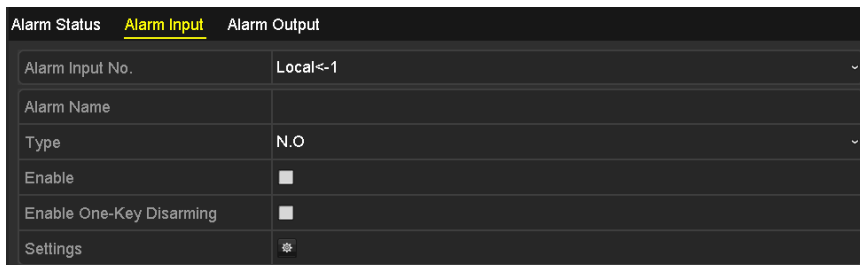 Alarm Status Alarm Input Alarm Output
Alarm Input No. Local<-1
Alarm Name
Type N.O
Enable
Enable One-Key Disarming
Settings